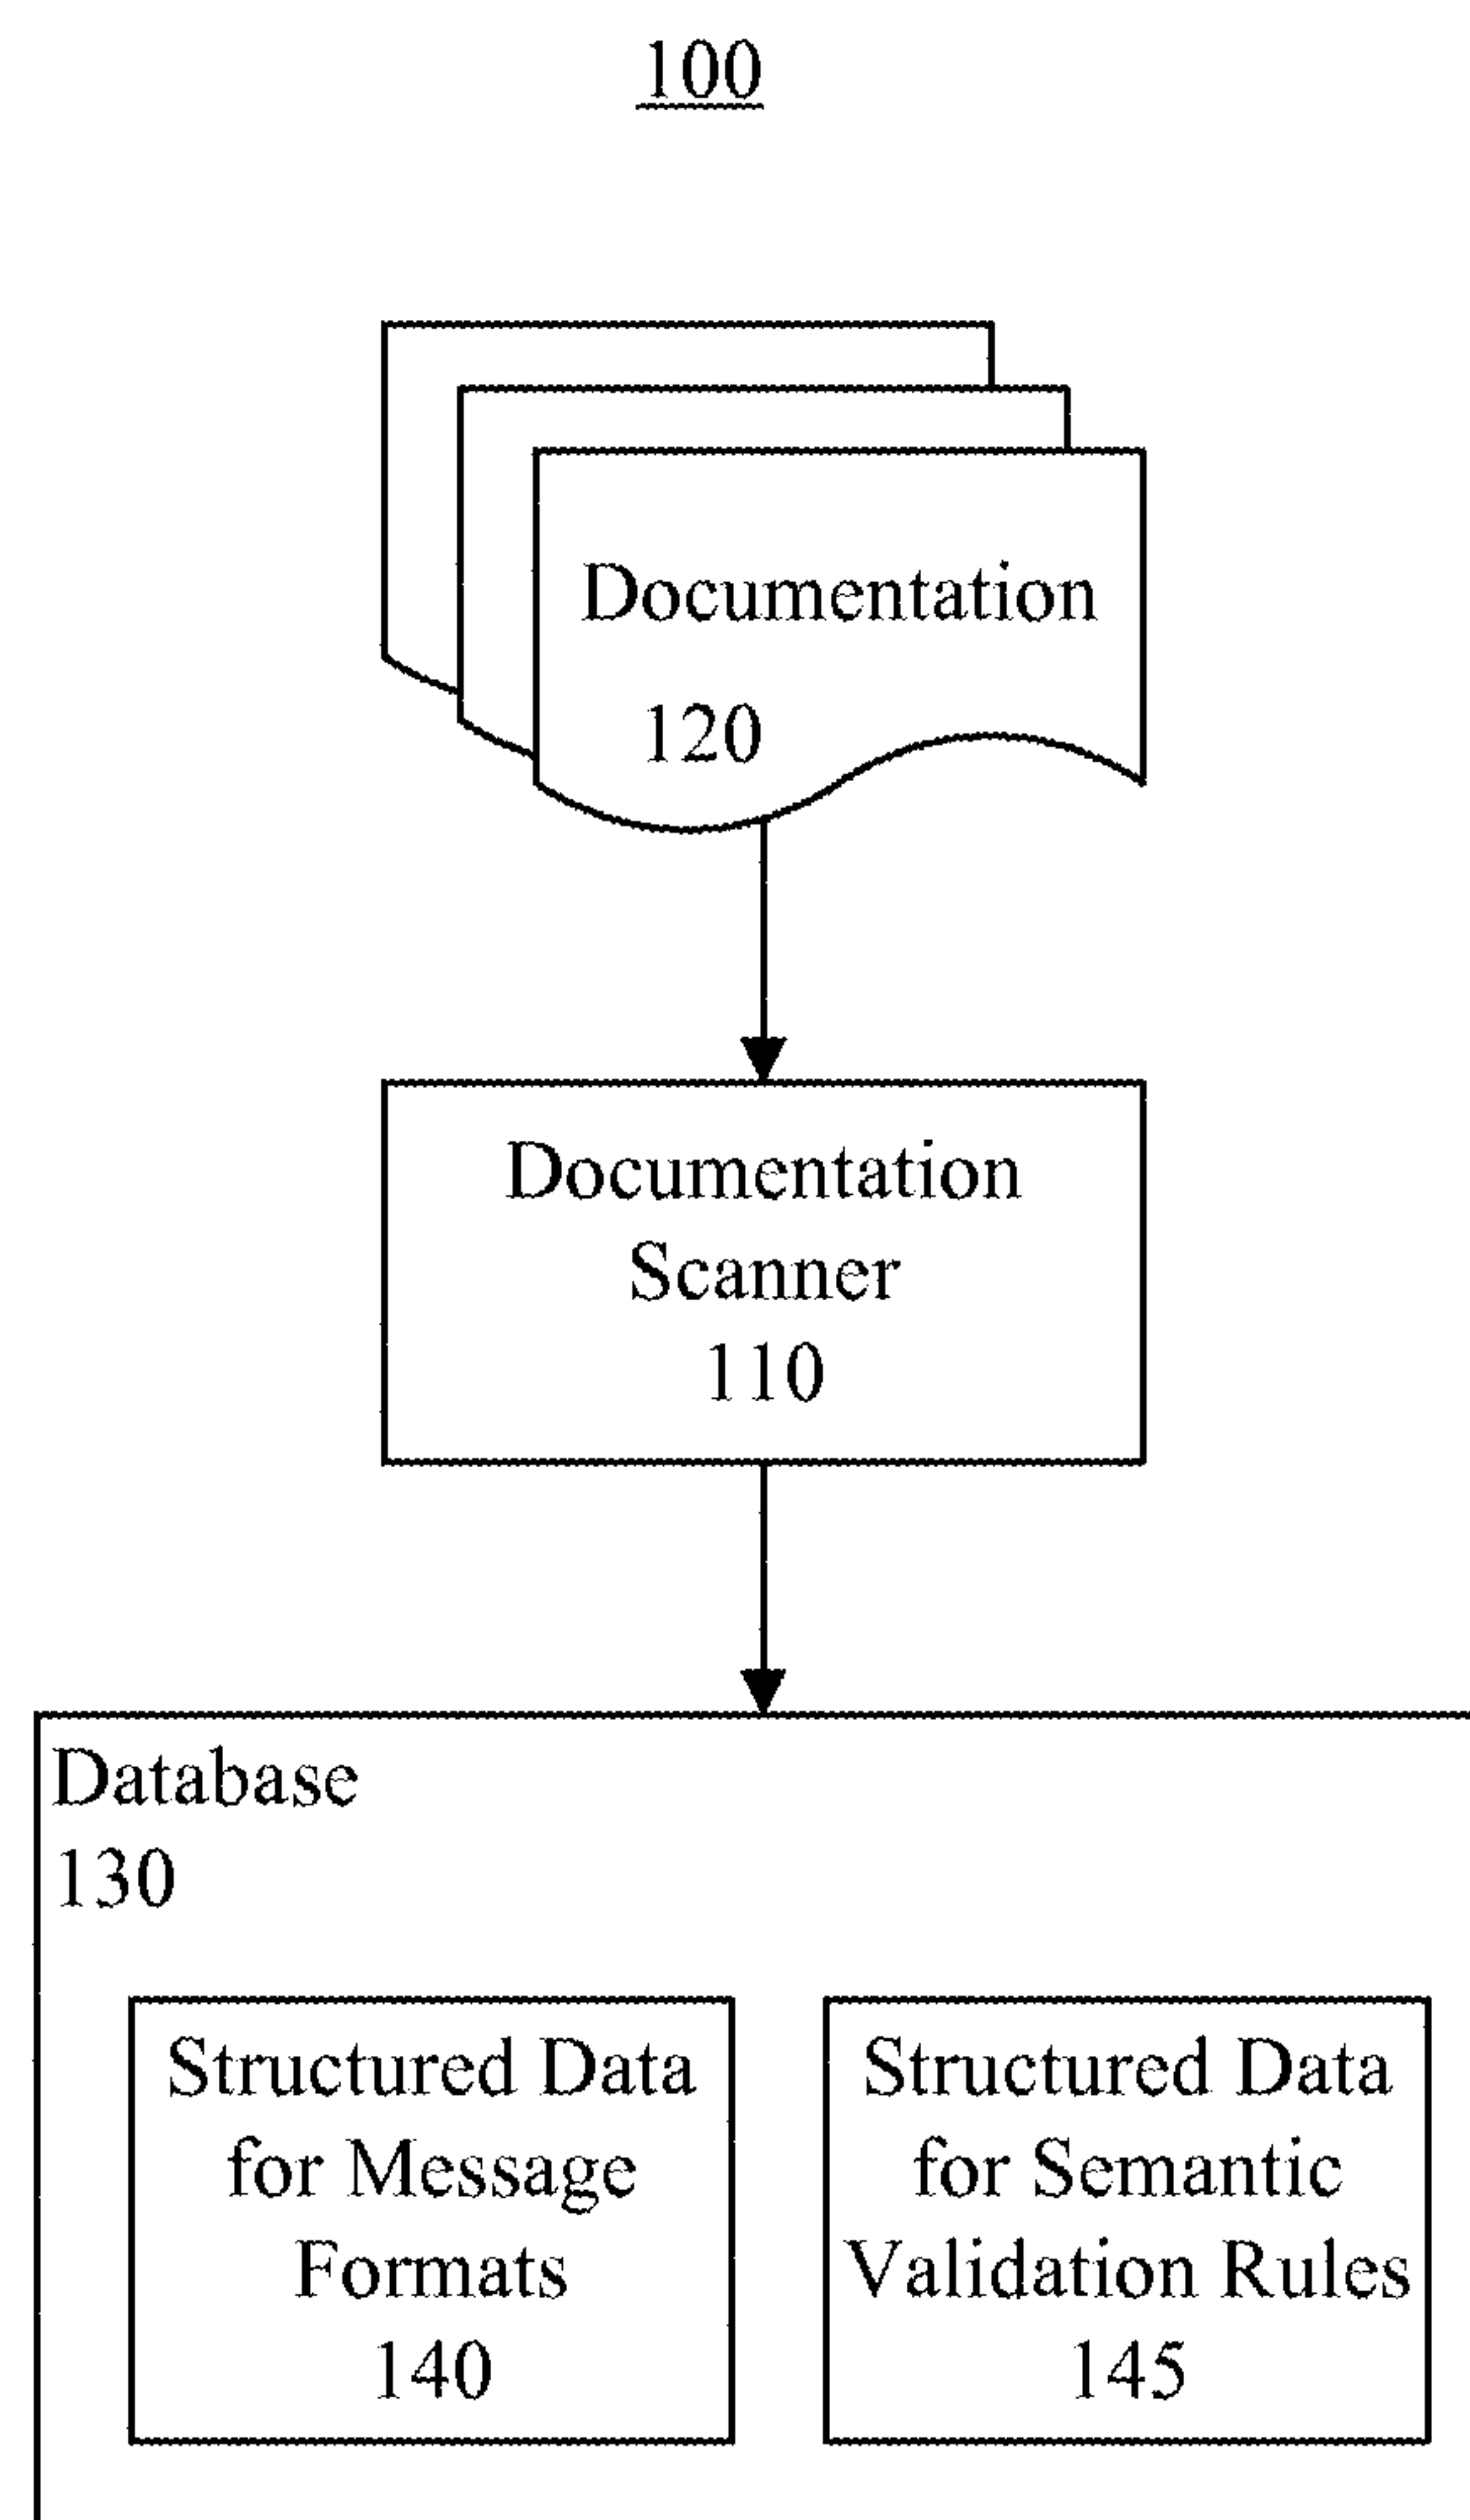 100
Documentation
120
Documentation
Scanner
110
Database
130
Structured Data
for Message
Formats
140
Structured Data
for Semantic
Validation Rules
145